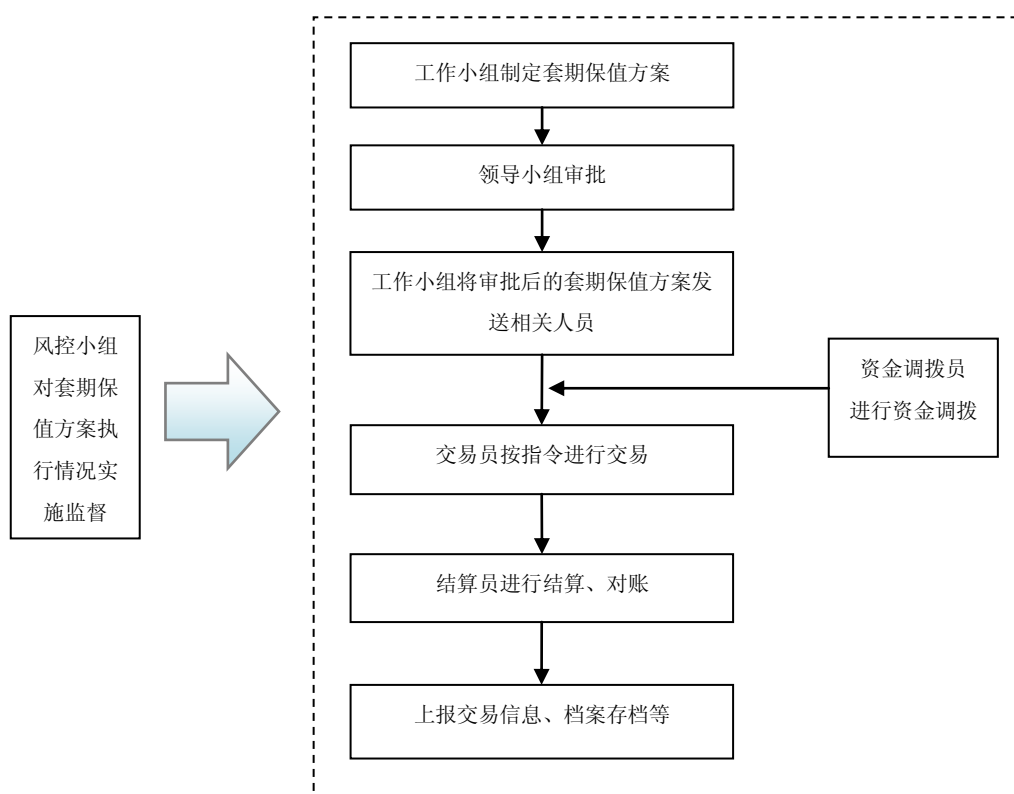 工作小组制定套期保值方案
领导小组审批
工作小组将审批后的套期保值方案发
送相关人员
风控小组
对套期保
值方案执
行情况实
施监督
资金调拨员
进行资金调拨
交易员按指令进行交易
结算员进行结算、对账
上报交易信息、档案存档等